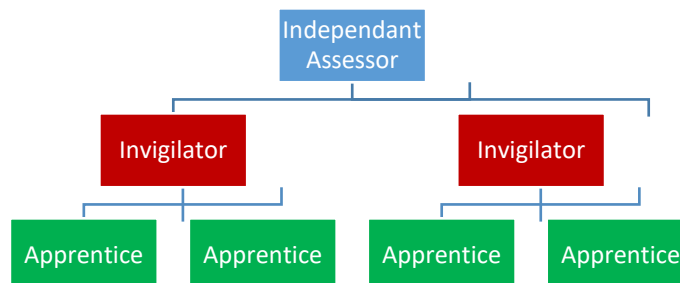 Independant
Assessor
Invigilator
Invigilator
Apprentice
Apprentice
Apprentice
Apprentice